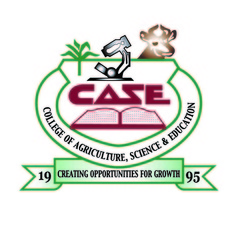 CASE
COLLEGE OF AGRICULTURE, SCIENCE & EDUCATION
19 CREATING OPPORTUNITIES FOR GROWTH 95